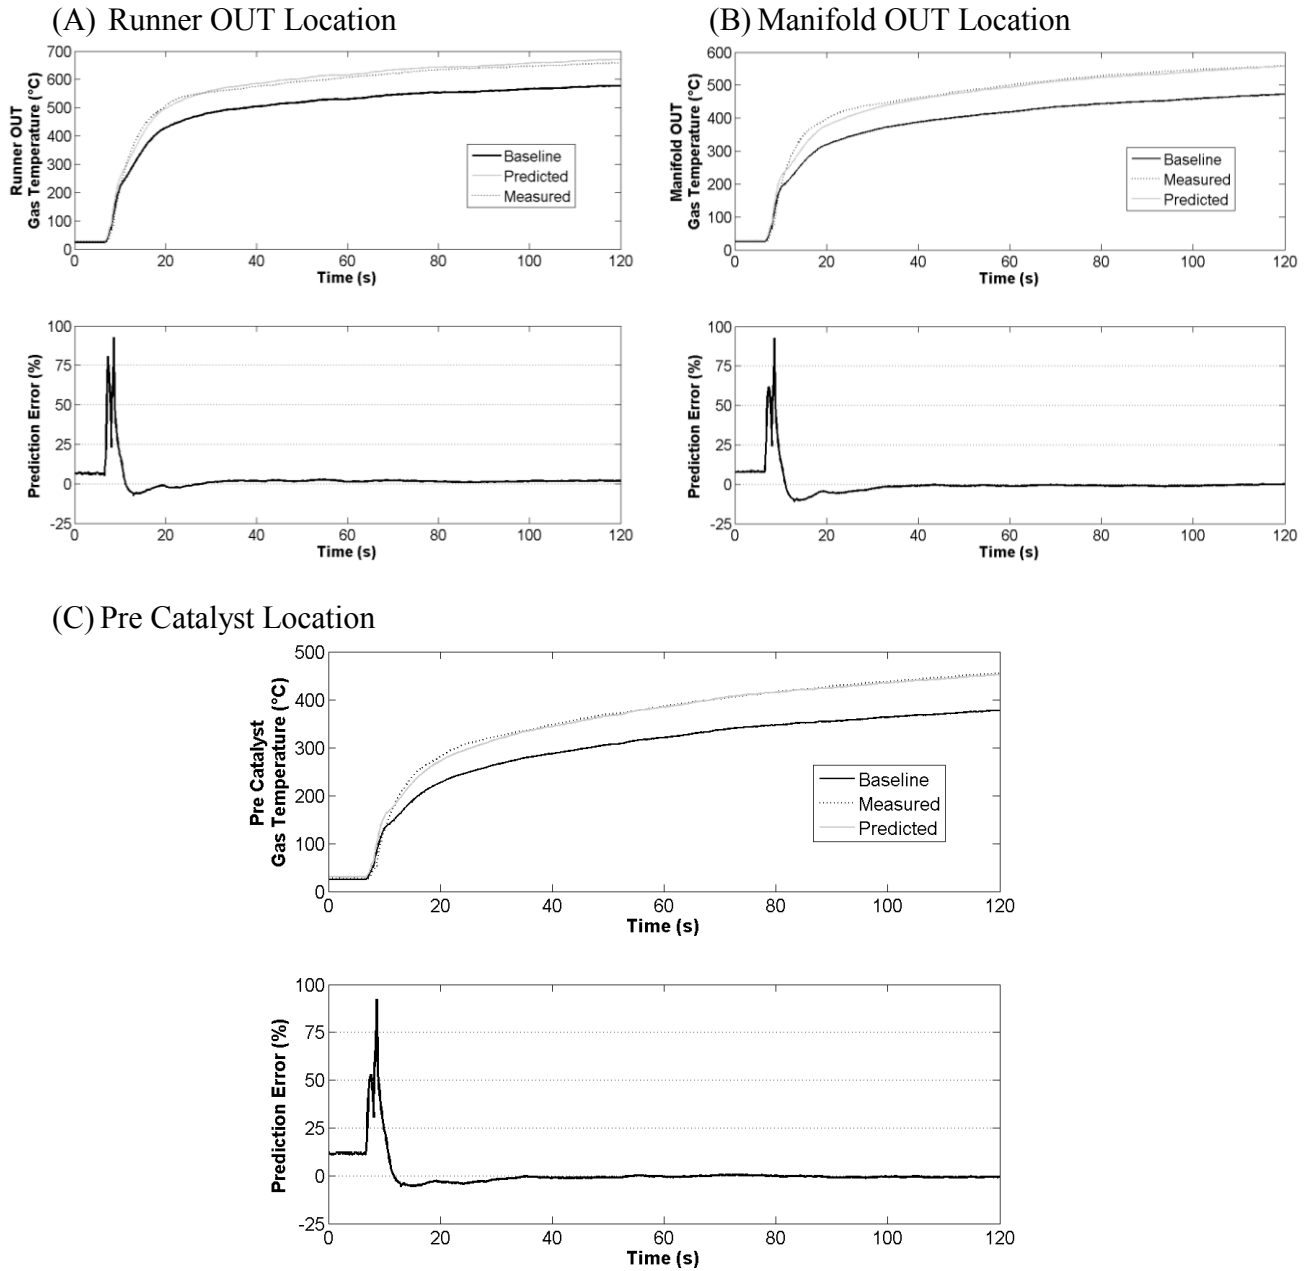 (A) Runner OUT Location
700
600
500
400
300
200
100
0
Runner OUT
Gas Temperature (°C)
Baseline
Predicted
Measured
0 20 40 60 80 100 120
Time (s)
100
75
50
25
0
-25
Prediction Error (%)
0 20 40 60 80 100 120
Time (s)
(B) Manifold OUT Location
600
500
400
300
200
100
0
Manifold OUT
Gas Temperature (°C)
Baseline
Measured
Predicted
0 20 40 60 80 100 120
Time (s)
100
75
50
25
0
-25
Prediction Error (%)
0 20 40 60 80 100 120
Time (s)
(C) Pre Catalyst Location
500
400
300
200
100
0
Pre Catalyst
Gas Temperature (°C)
Baseline
Measured
Predicted
0 20 40 60 80 100 120
Time (s)
100
75
50
25
0
-25
Prediction Error (%)
0 20 40 60 80 100 120
Time (s)